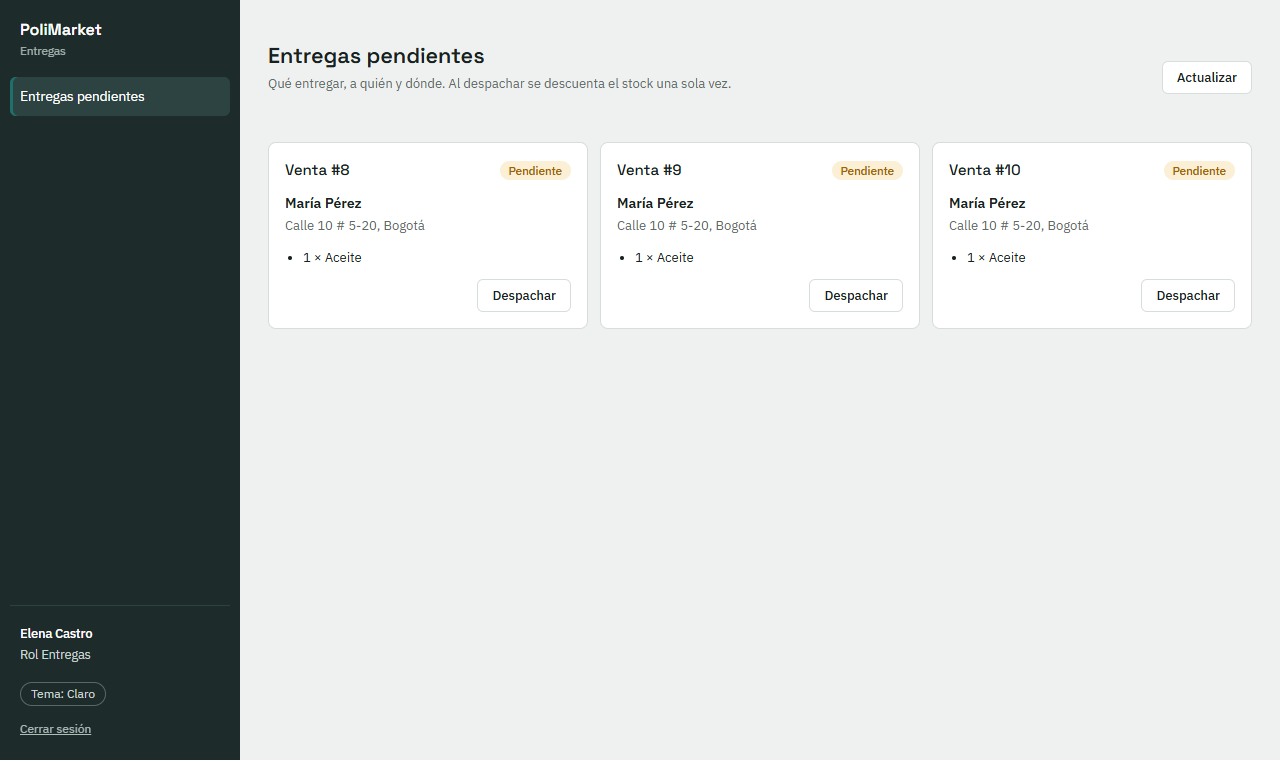 PoliMarket
Entregas
Entregas pendientes
Elena Castro
Rol Entregas
Tema: Claro
Cerrar sesión
Entregas pendientes
Qué entregar, a quién y dónde. Al despachar se descuenta el stock una sola vez.
Actualizar
Venta #8
Pendiente
María Pérez
Calle 10 # 5-20, Bogotá
• 1 × Aceite
Despachar
Venta #9
Pendiente
María Pérez
Calle 10 # 5-20, Bogotá
• 1 × Aceite
Despachar
Venta #10
Pendiente
María Pérez
Calle 10 # 5-20, Bogotá
• 1 × Aceite
Despachar